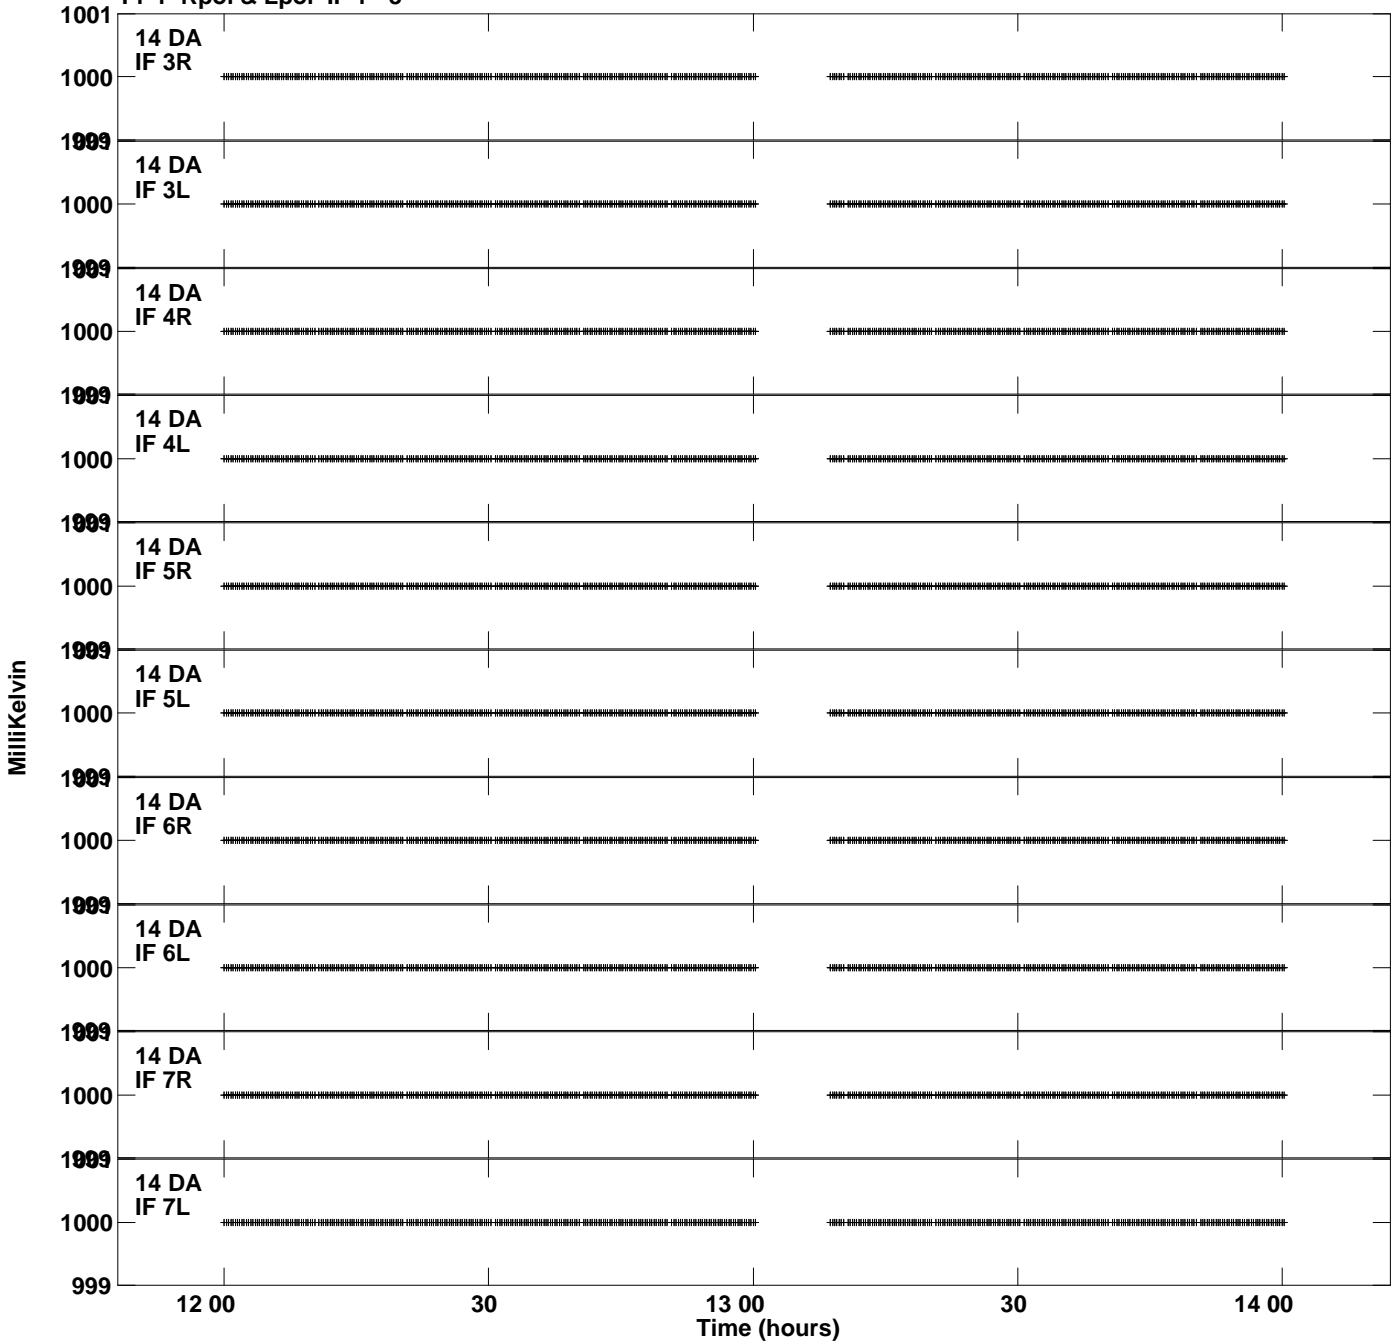 1001
14 DA
IF 3R
1000
14 DA
IF 3L
1000
14 DA
IF 4R
1000
14 DA
IF 4L
1000
14 DA
IF 5R
1000
14 DA
IF 5L
1000
14 DA
IF 6R
1000
14 DA
IF 6L
1000
14 DA
IF 7R
1000
14 DA
IF 7L
1000
999
MilliKelvin
12 00 30 13 00 30 14 00
Time (hours)